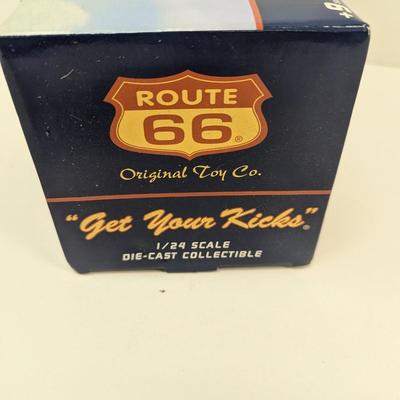 ROUTE
66®
Original Toy Co.
"Get Your Kicks"®
1/24 SCALE
DIE-CAST COLLECTIBLE